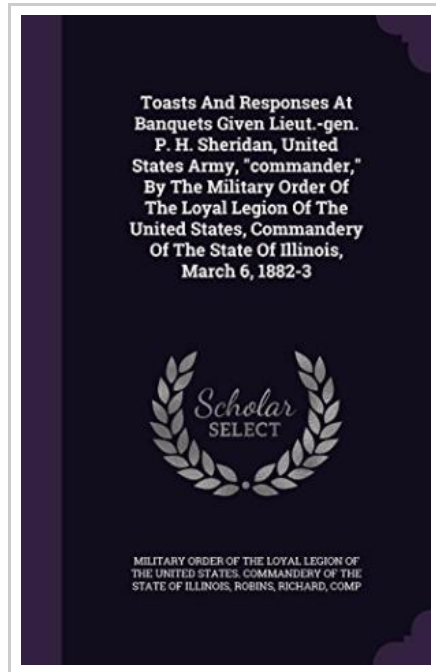 Toasts And Responses At
Banquets Given Lieut.-gen.
P. H. Sheridan, United
States Army, "commander,"
By The Military Order Of
The Loyal Legion Of The
United States, Commandery
Of The State Of Illinois,
March 6, 1882-3
Scholar
SELECT
MILITARY ORDER OF THE LOYAL LEGION OF
THE UNITED STATES. COMMANDERY OF THE
STATE OF ILLINOIS, ROBINS, RICHARD, COMP